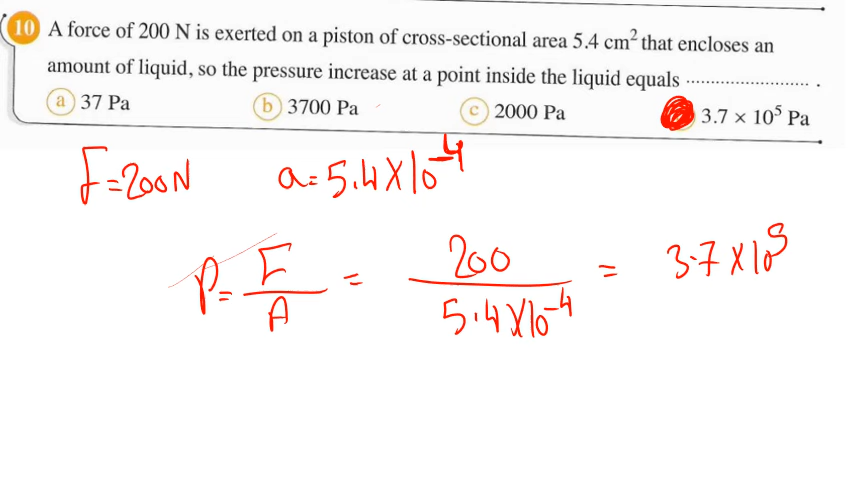 10 A force of 200 N is exerted on a piston of cross-sectional area 5.4 cm² that encloses an
amount of liquid, so the pressure increase at a point inside the liquid equals ........................ .
a 37 Pa b 3700 Pa c 2000 Pa 3.7 × 10⁵ Pa
F=200N a=5.4×10⁻⁴
P=F/A = 200/5.4×10⁻⁴ = 3.7×10⁵